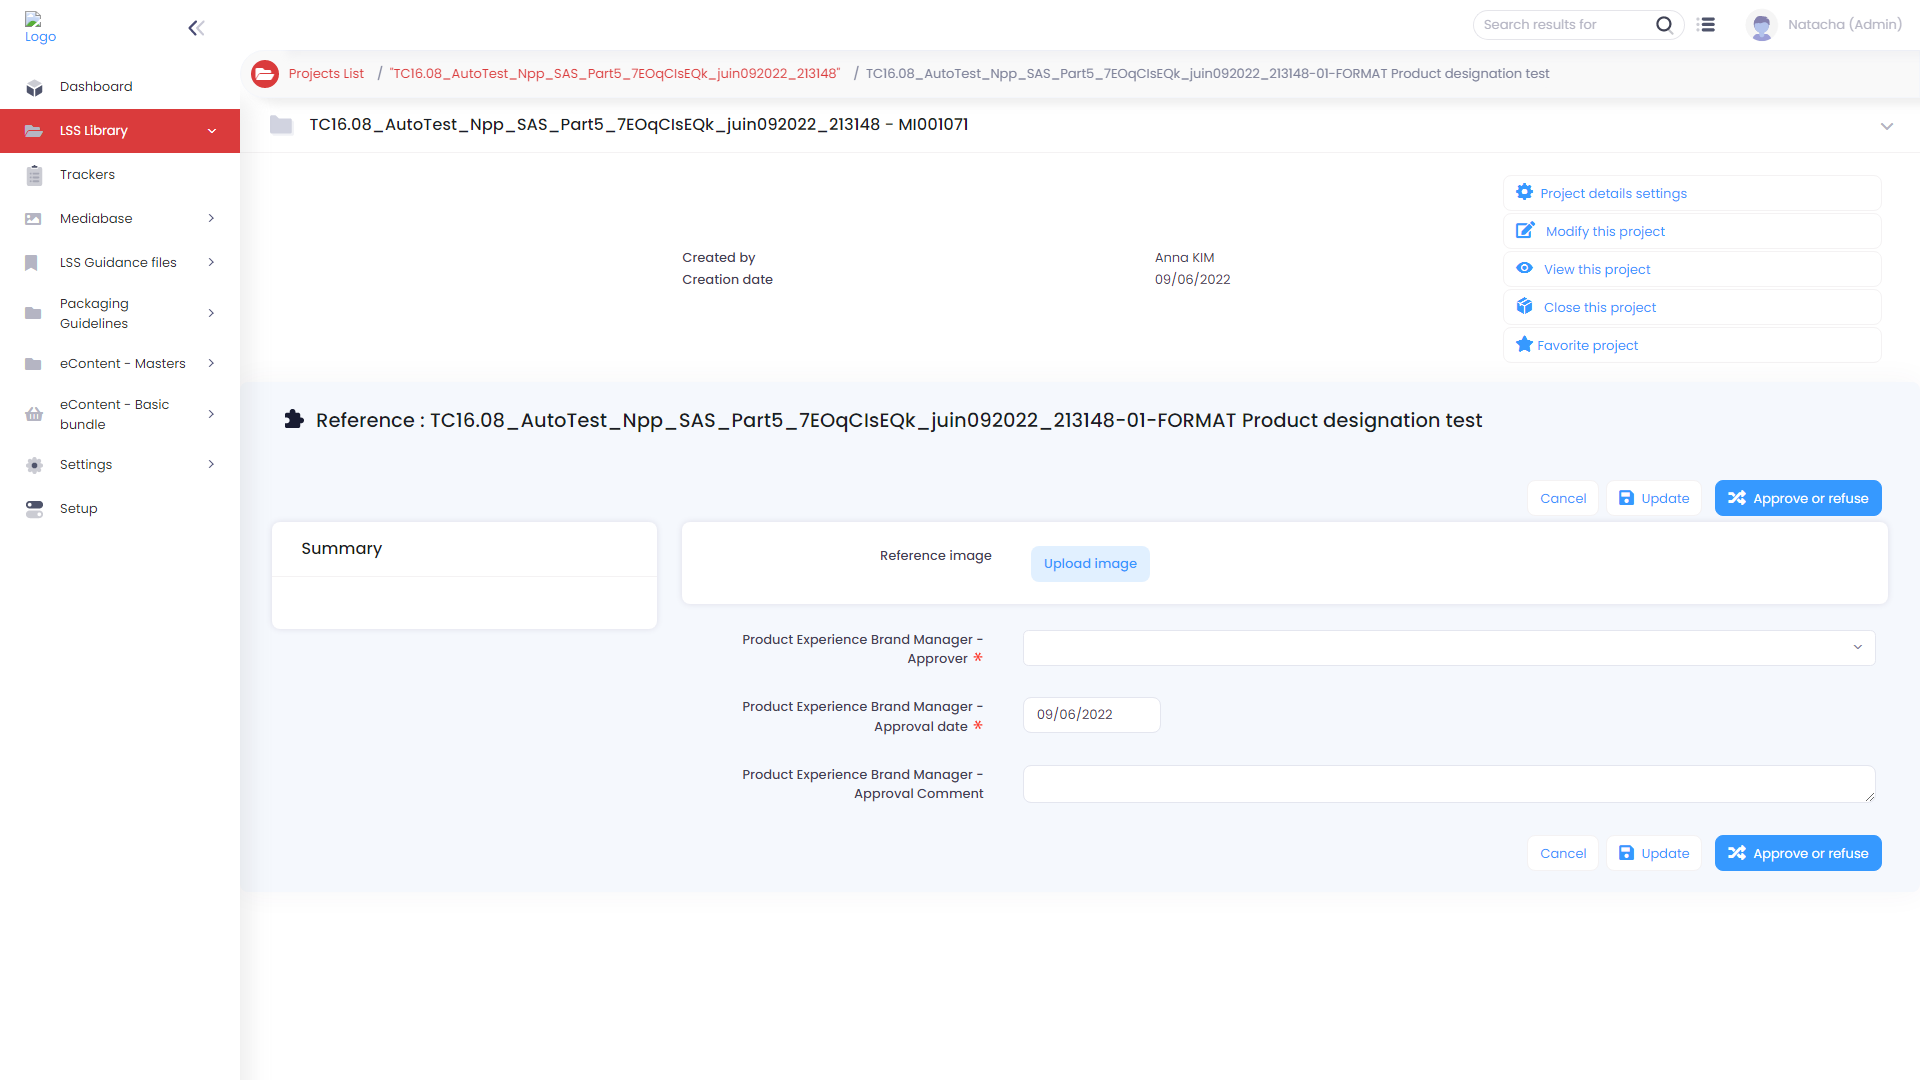 Logo
Search results for
Natacha (Admin)
Projects List / "TC16.08_AutoTest_Npp_SAS_Part5_7EOqCIsEQk_juin092022_213148" / TC16.08_AutoTest_Npp_SAS_Part5_7EOqCIsEQk_juin092022_213148-01-FORMAT Product designation test
Dashboard
LSS Library
Trackers
Mediabase
LSS Guidance files
Packaging
Guidelines
eContent - Masters
eContent - Basic
bundle
Settings
Setup
TC16.08_AutoTest_Npp_SAS_Part5_7EOqCIsEQk_juin092022_213148 - MI001071
Created by Anna KIM
Creation date 09/06/2022
Project details settings
Modify this project
View this project
Close this project
Favorite project
Reference : TC16.08_AutoTest_Npp_SAS_Part5_7EOqCIsEQk_juin092022_213148-01-FORMAT Product designation test
Cancel Update Approve or refuse
Summary
Reference image Upload image
Product Experience Brand Manager -
Approver *
Product Experience Brand Manager -
Approval date *
09/06/2022
Product Experience Brand Manager -
Approval Comment
Cancel Update Approve or refuse